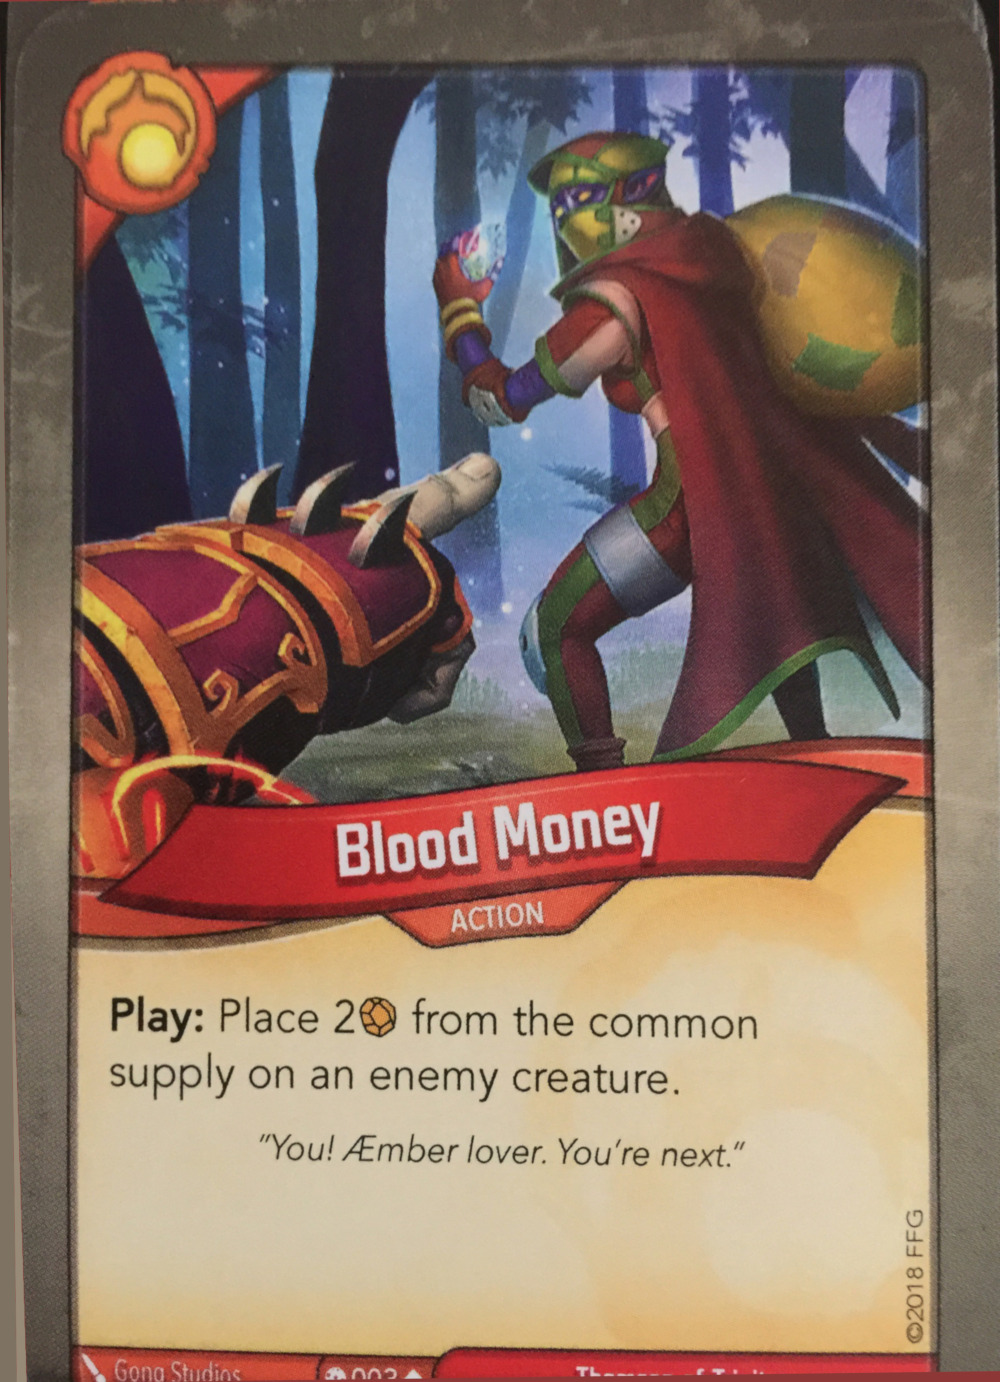 Blood Money
ACTION
Play: Place 2 from the common
supply on an enemy creature.
"You! Æmber lover. You're next."
©2018 FFG
Gong Studios
003